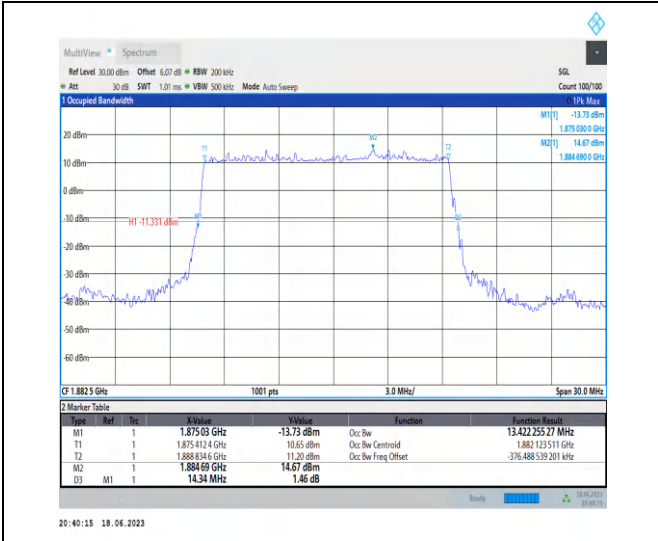 MultiView Spectrum
Ref Level 30.00 dBm Offset 6.07 dB RBW 200 kHz SGL
Att 30 dB SWT 1.01 ms VBW 500 kHz Mode Auto Sweep Count 100/100
1 Occupied Bandwidth 1Pk Max
M1[1] -13.73 dBm
1.875 030 0 GHz
M2[1] 14.67 dBm
1.884 690 0 GHz
20 dBm
M2
T1
T2
10 dBm
0 dBm
-10 dBm
M1
H1 -11.331 dBm
-20 dBm
-30 dBm
-40 dBm
-50 dBm
-60 dBm
CF 1.882 5 GHz 1001 pts 3.0 MHz/ Span 30.0 MHz
2 Marker Table
Type Ref Trc X-Value Y-Value Function Function Result
M1 1 1.875 03 GHz -13.73 dBm Occ Bw 13.422 255 27 MHz
T1 1 1.875 412 4 GHz 10.65 dBm Occ Bw Centroid 1.882 123 511 GHz
T2 1 1.888 834 6 GHz 11.20 dBm Occ Bw Freq Offset -376.488 539 201 kHz
M2 1 1.884 69 GHz 14.67 dBm
D3 M1 1 14.34 MHz 1.46 dB
Ready 18.06.2023
20:40:15
20:40:15 18.06.2023